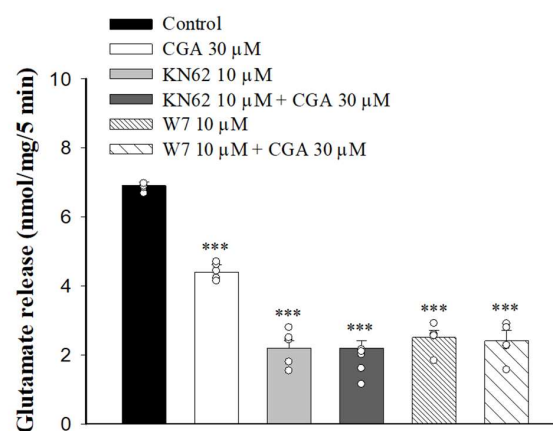 Control
CGA 30 µM
KN62 10 µM
KN62 10 µM + CGA 30 µM
W7 10 µM
W7 10 µM + CGA 30 µM
Glutamate release (nmol/mg/5 min)
10
8
6
4
2
0
***
***
***
***
***